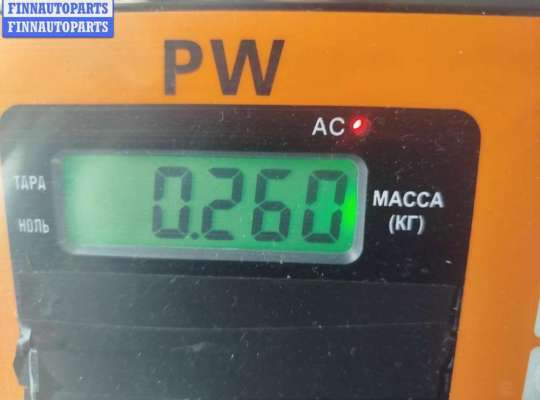 FINNAUTOPARTS
FINNAUTOPARTS
PW
AC
ТАРА
0.260
МАССА
НОЛЬ
(КГ)